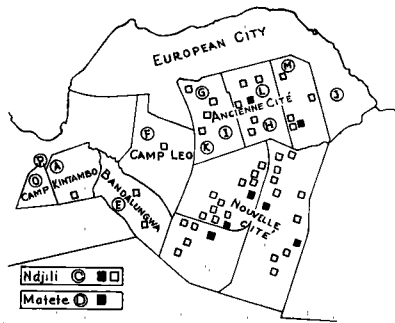 EUROPEAN CITY
M
G
L
J
ANCIENNE CITÉ
F
H
K
I
CAMP LEO
A
CAMP
KINTAMBO
BANDALUNGWA
E
NOUVELLE
CITÉ
Ndjili C
Matete D